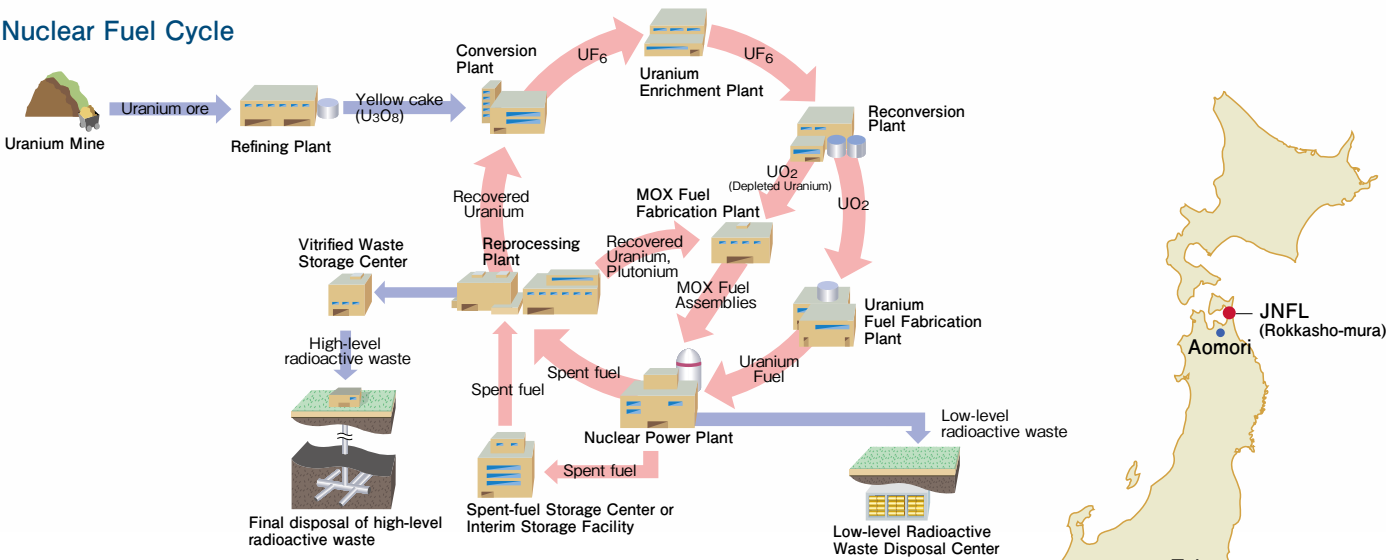 Nuclear Fuel Cycle
Uranium Mine
Uranium ore
Refining Plant
Yellow cake
(U3O8)
Conversion
Plant
UF6
Uranium
Enrichment Plant
UF6
Reconversion
Plant
UO2
(Depleted Uranium)
UO2
MOX Fuel
Fabrication Plant
Recovered
Uranium
Reprocessing
Plant
Recovered
Uranium,
Plutonium
MOX Fuel
Assemblies
Vitrified Waste
Storage Center
High-level
radioactive waste
Final disposal of high-level
radioactive waste
Spent fuel
Spent fuel
Uranium
Fuel
Uranium
Fuel Fabrication
Plant
Nuclear Power Plant
Spent fuel
Spent-fuel Storage Center or
Interim Storage Facility
Low-level
radioactive waste
Low-level Radioactive
Waste Disposal Center
JNFL
(Rokkasho-mura)
Aomori